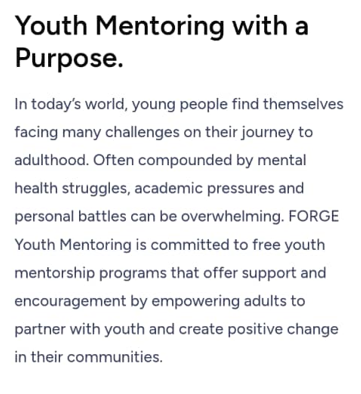 Youth Mentoring with a
Purpose.
In today's world, young people find themselves
facing many challenges on their journey to
adulthood. Often compounded by mental
health struggles, academic pressures and
personal battles can be overwhelming. FORGE
Youth Mentoring is committed to free youth
mentorship programs that offer support and
encouragement by empowering adults to
partner with youth and create positive change
in their communities.